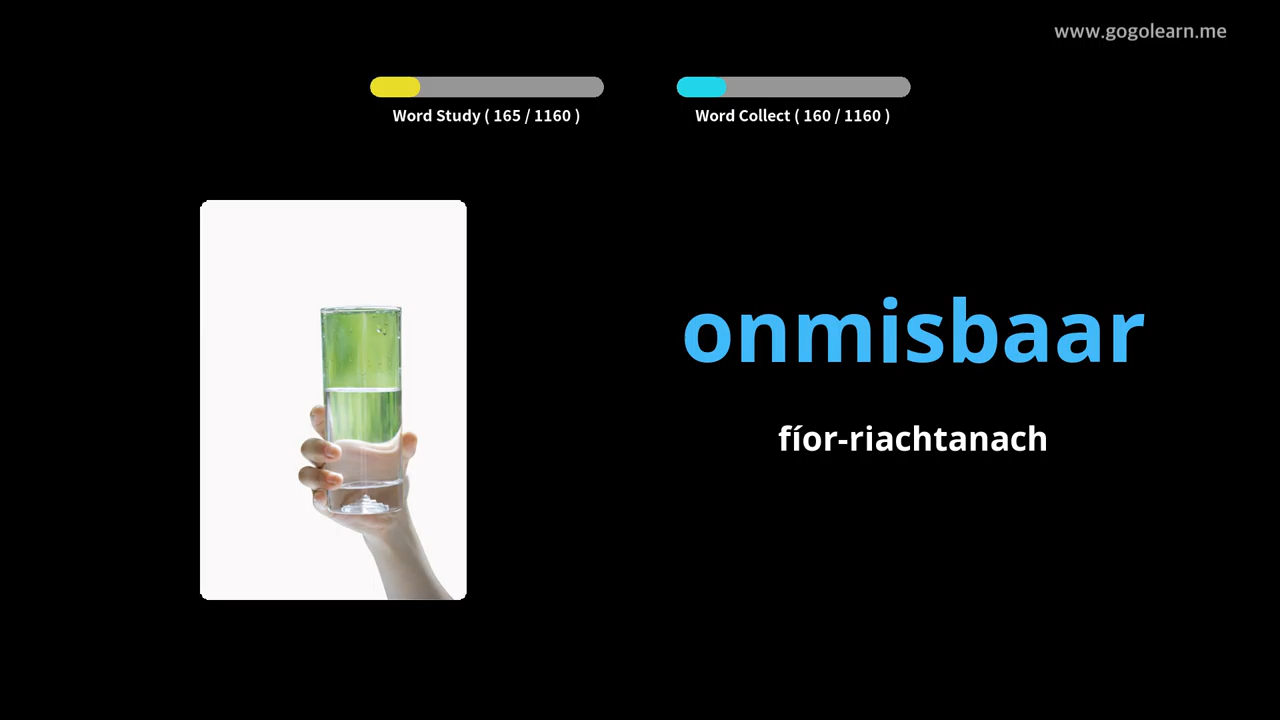 www.gogolearn.me
Word Study ( 165 / 1160 )
Word Collect ( 160 / 1160 )
onmisbaar
fíor-riachtanach